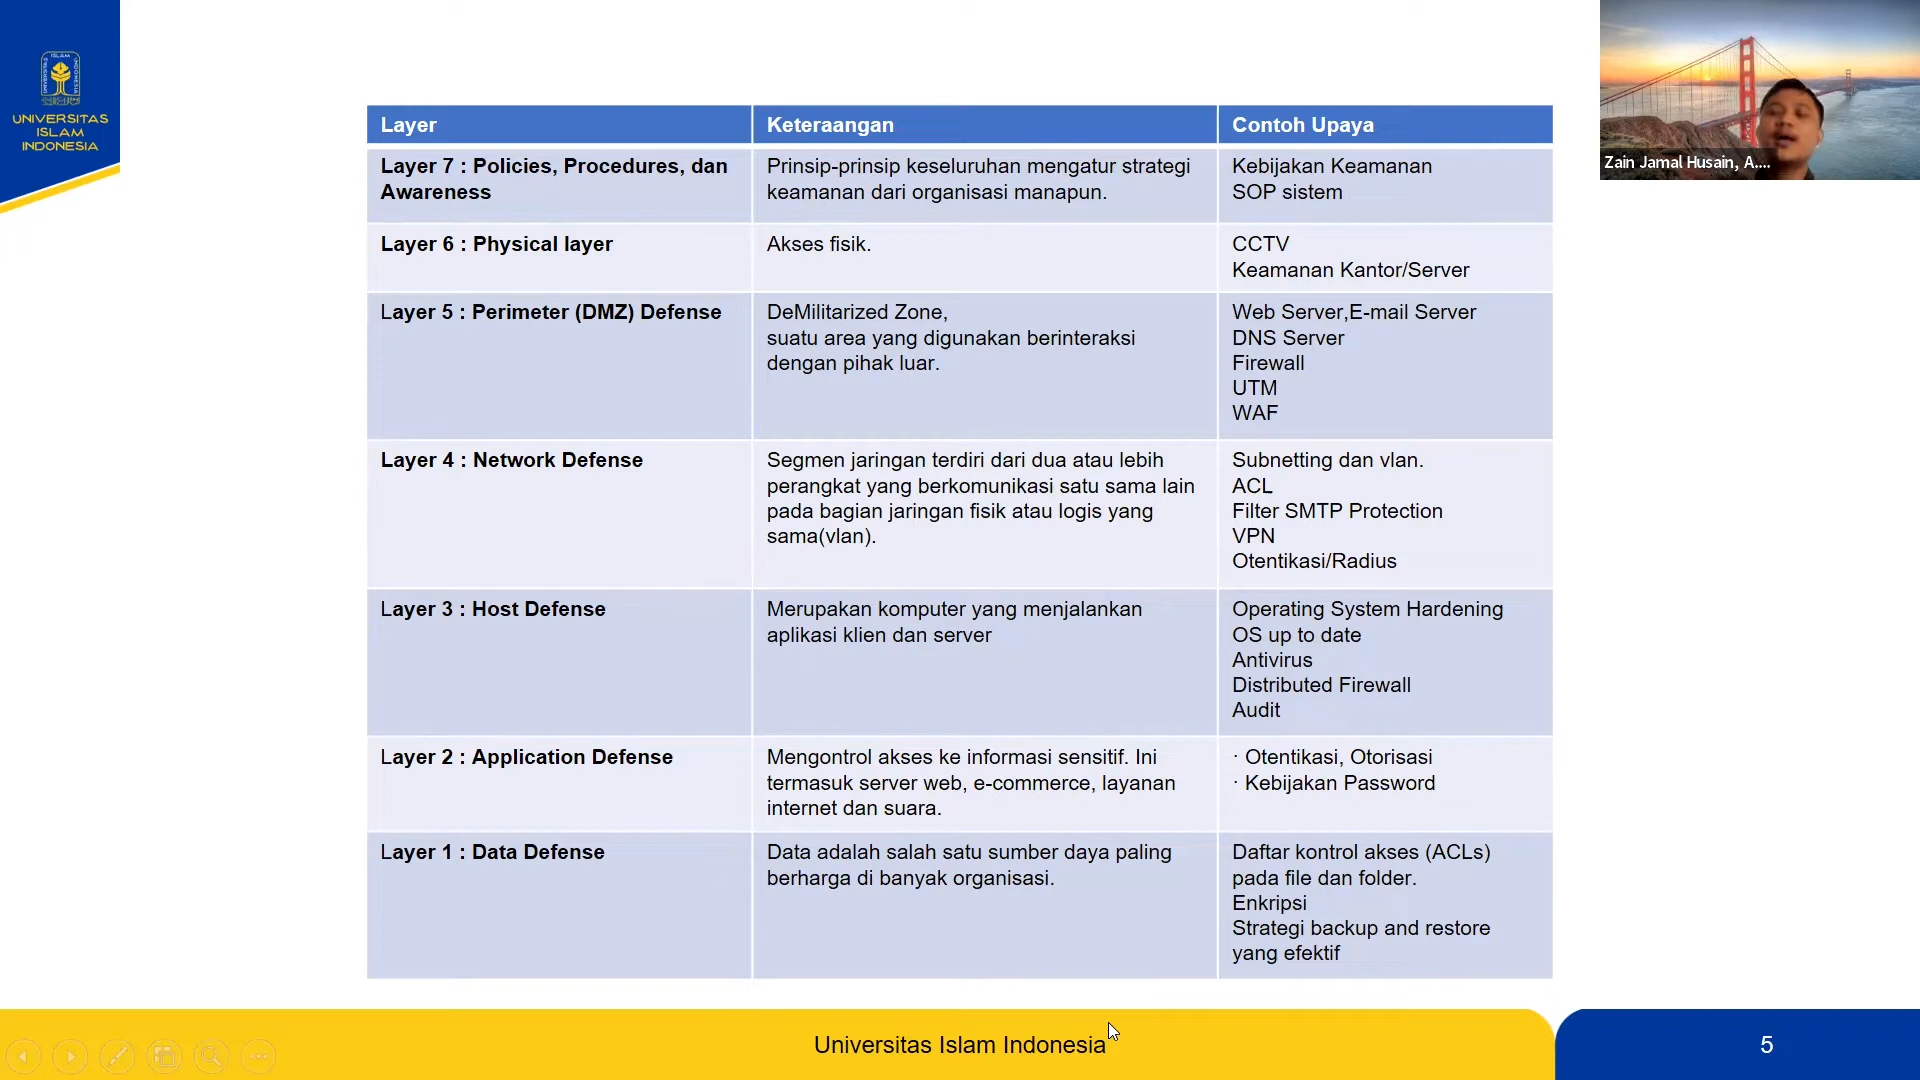 ISLAM
UNIVERSITAS
INDONESIA
UNIVERSITAS
ISLAM
INDONESIA
Zain Jamal Husain, A....
Layer
Keteraangan
Contoh Upaya
Layer 7 : Policies, Procedures, dan
Awareness
Prinsip-prinsip keseluruhan mengatur strategi
keamanan dari organisasi manapun.
Kebijakan Keamanan
SOP sistem
Layer 6 : Physical layer
Akses fisik.
CCTV
Keamanan Kantor/Server
Layer 5 : Perimeter (DMZ) Defense
DeMilitarized Zone,
suatu area yang digunakan berinteraksi
dengan pihak luar.
Web Server,E-mail Server
DNS Server
Firewall
UTM
WAF
Layer 4 : Network Defense
Segmen jaringan terdiri dari dua atau lebih
perangkat yang berkomunikasi satu sama lain
pada bagian jaringan fisik atau logis yang
sama(vlan).
Subnetting dan vlan.
ACL
Filter SMTP Protection
VPN
Otentikasi/Radius
Layer 3 : Host Defense
Merupakan komputer yang menjalankan
aplikasi klien dan server
Operating System Hardening
OS up to date
Antivirus
Distributed Firewall
Audit
Layer 2 : Application Defense
Mengontrol akses ke informasi sensitif. Ini
termasuk server web, e-commerce, layanan
internet dan suara.
· Otentikasi, Otorisasi
· Kebijakan Password
Layer 1 : Data Defense
Data adalah salah satu sumber daya paling
berharga di banyak organisasi.
Daftar kontrol akses (ACLs)
pada file dan folder.
Enkripsi
Strategi backup and restore
yang efektif
Universitas Islam Indonesia
5